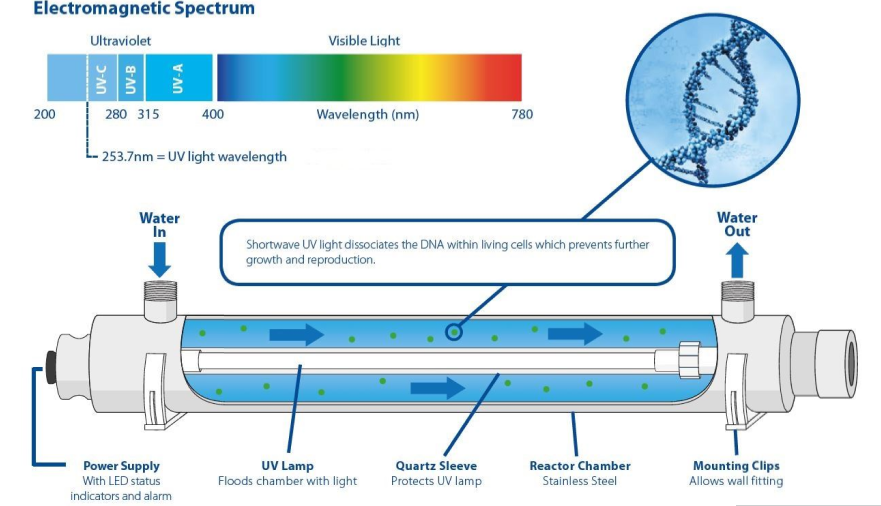 Electromagnetic Spectrum
Ultraviolet
Visible Light
UV-C
UV-B
UV-A
200
280
315
400
Wavelength (nm)
780
253.7nm = UV light wavelength
Water
In
Water
Out
Shortwave UV light dissociates the DNA within living cells which prevents further
growth and reproduction.
Power Supply
With LED status
indicators and alarm
UV Lamp
Floods chamber with light
Quartz Sleeve
Protects UV lamp
Reactor Chamber
Stainless Steel
Mounting Clips
Allows wall fitting